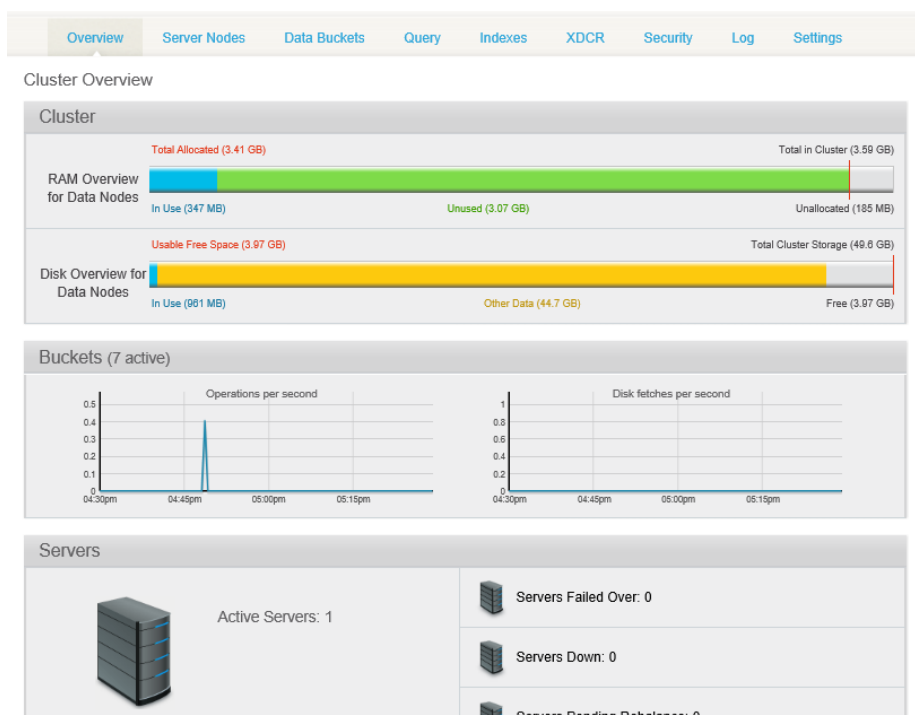 Overview Server Nodes Data Buckets Query Indexes XDCR Security Log Settings
Cluster Overview
Cluster
Total Allocated (3.41 GB) Total in Cluster (3.59 GB)
RAM Overview
for Data Nodes
In Use (347 MB) Unused (3.07 GB) Unallocated (185 MB)
Usable Free Space (3.97 GB) Total Cluster Storage (49.6 GB)
Disk Overview for
Data Nodes
In Use (961 MB) Other Data (44.7 GB) Free (3.97 GB)
Buckets (7 active)
Operations per second
0.5
0.4
0.3
0.2
0.1
0
04:30pm 04:45pm 05:00pm 05:15pm
Disk fetches per second
1
0.8
0.6
0.4
0.2
0
04:30pm 04:45pm 05:00pm 05:15pm
Servers
Active Servers: 1
Servers Failed Over: 0
Servers Down: 0
Servers Pending Rebalance: 0